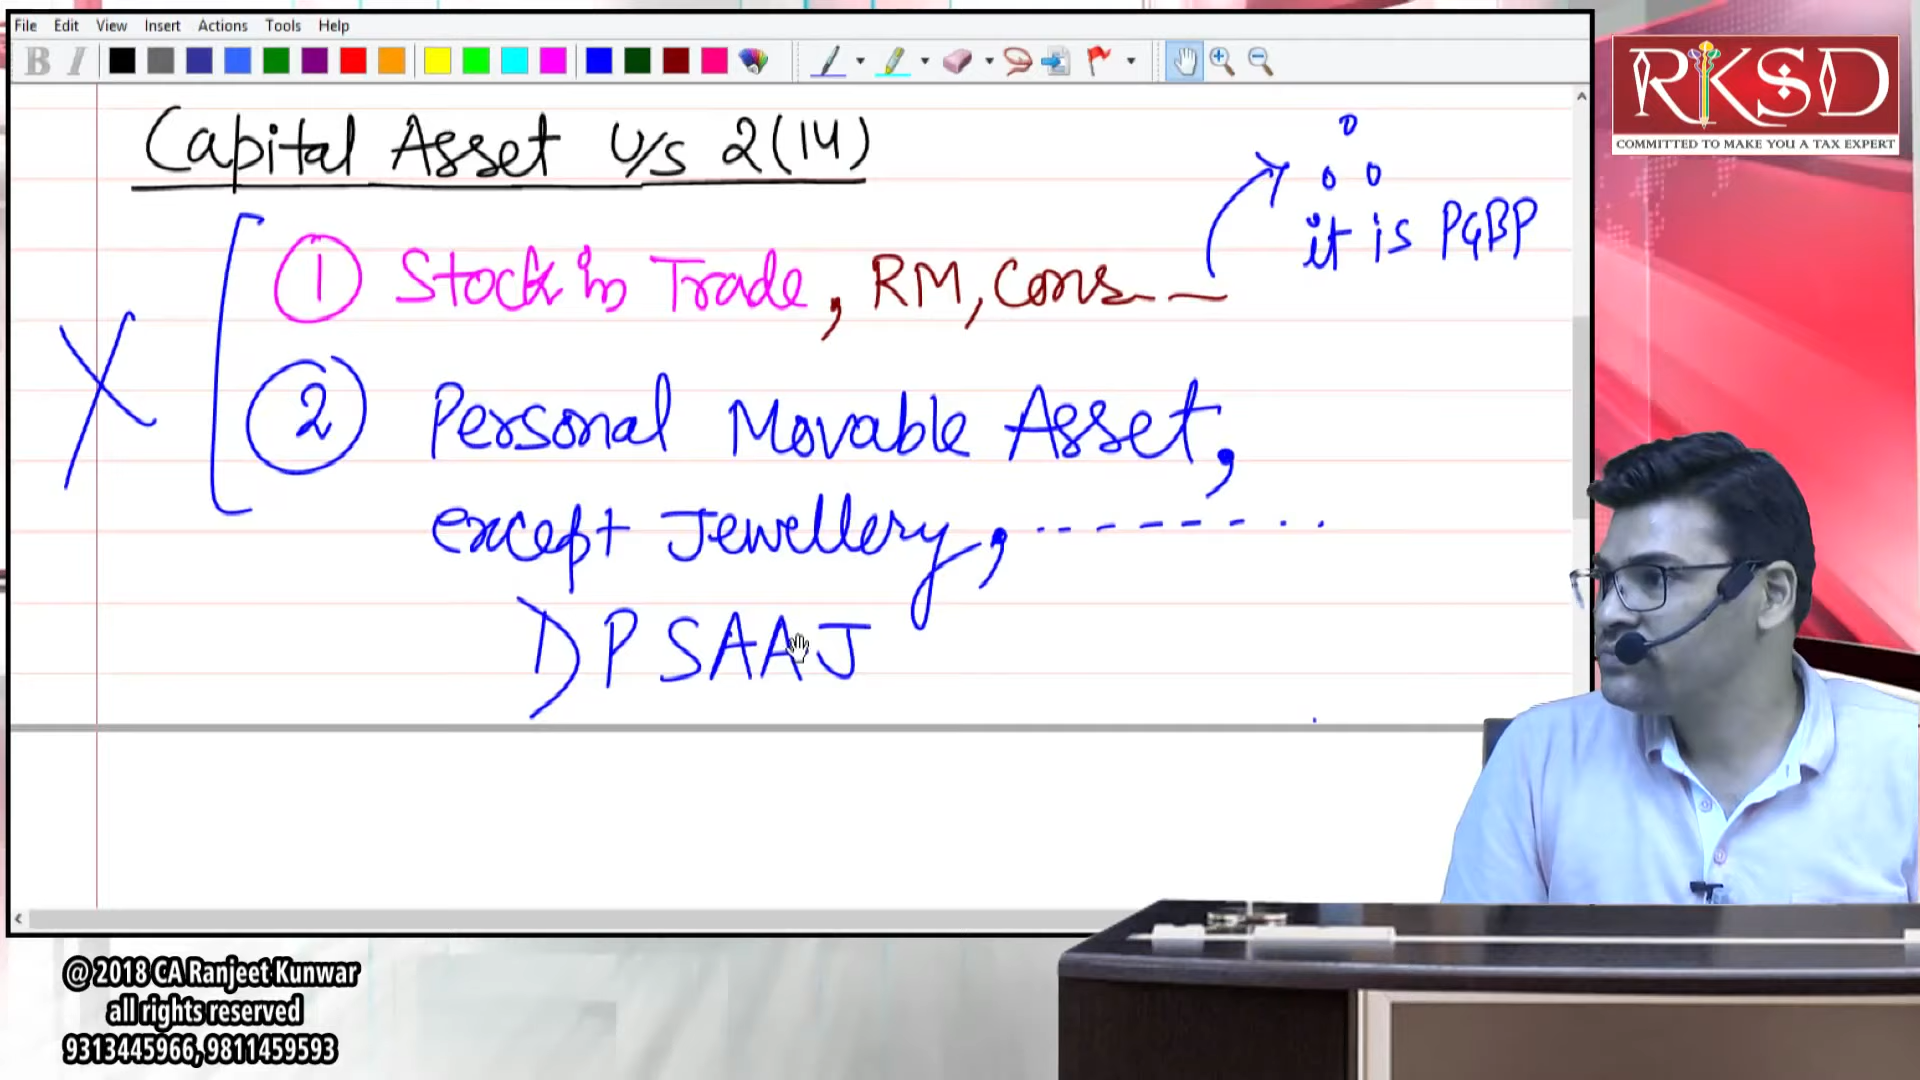 File Edit View Insert Actions Tools Help
B I
RKSD
COMMITTED TO MAKE YOU A TAX EXPERT
Capital Asset U/s 2(14)
it is PGBP
① Stock in Trade, RM, Cons
X
② Personal Movable Asset,
except Jewellery, --------
DPSAAJ
@ 2018 CA Ranjeet Kunwar
all rights reserved
9313445966, 9811459593